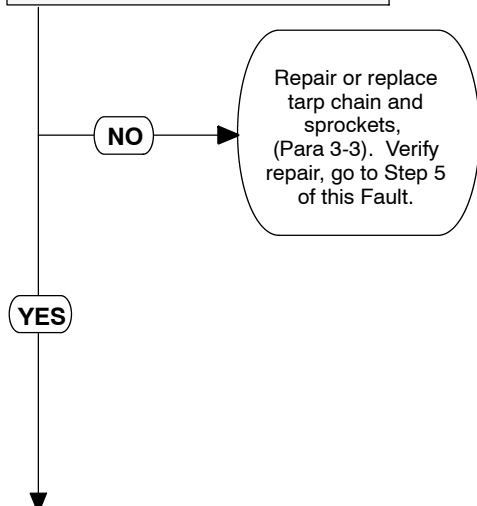 Repair or replace
tarp chain and
sprockets,
(Para 3-3). Verify
repair, go to Step 5
of this Fault.
NO
YES